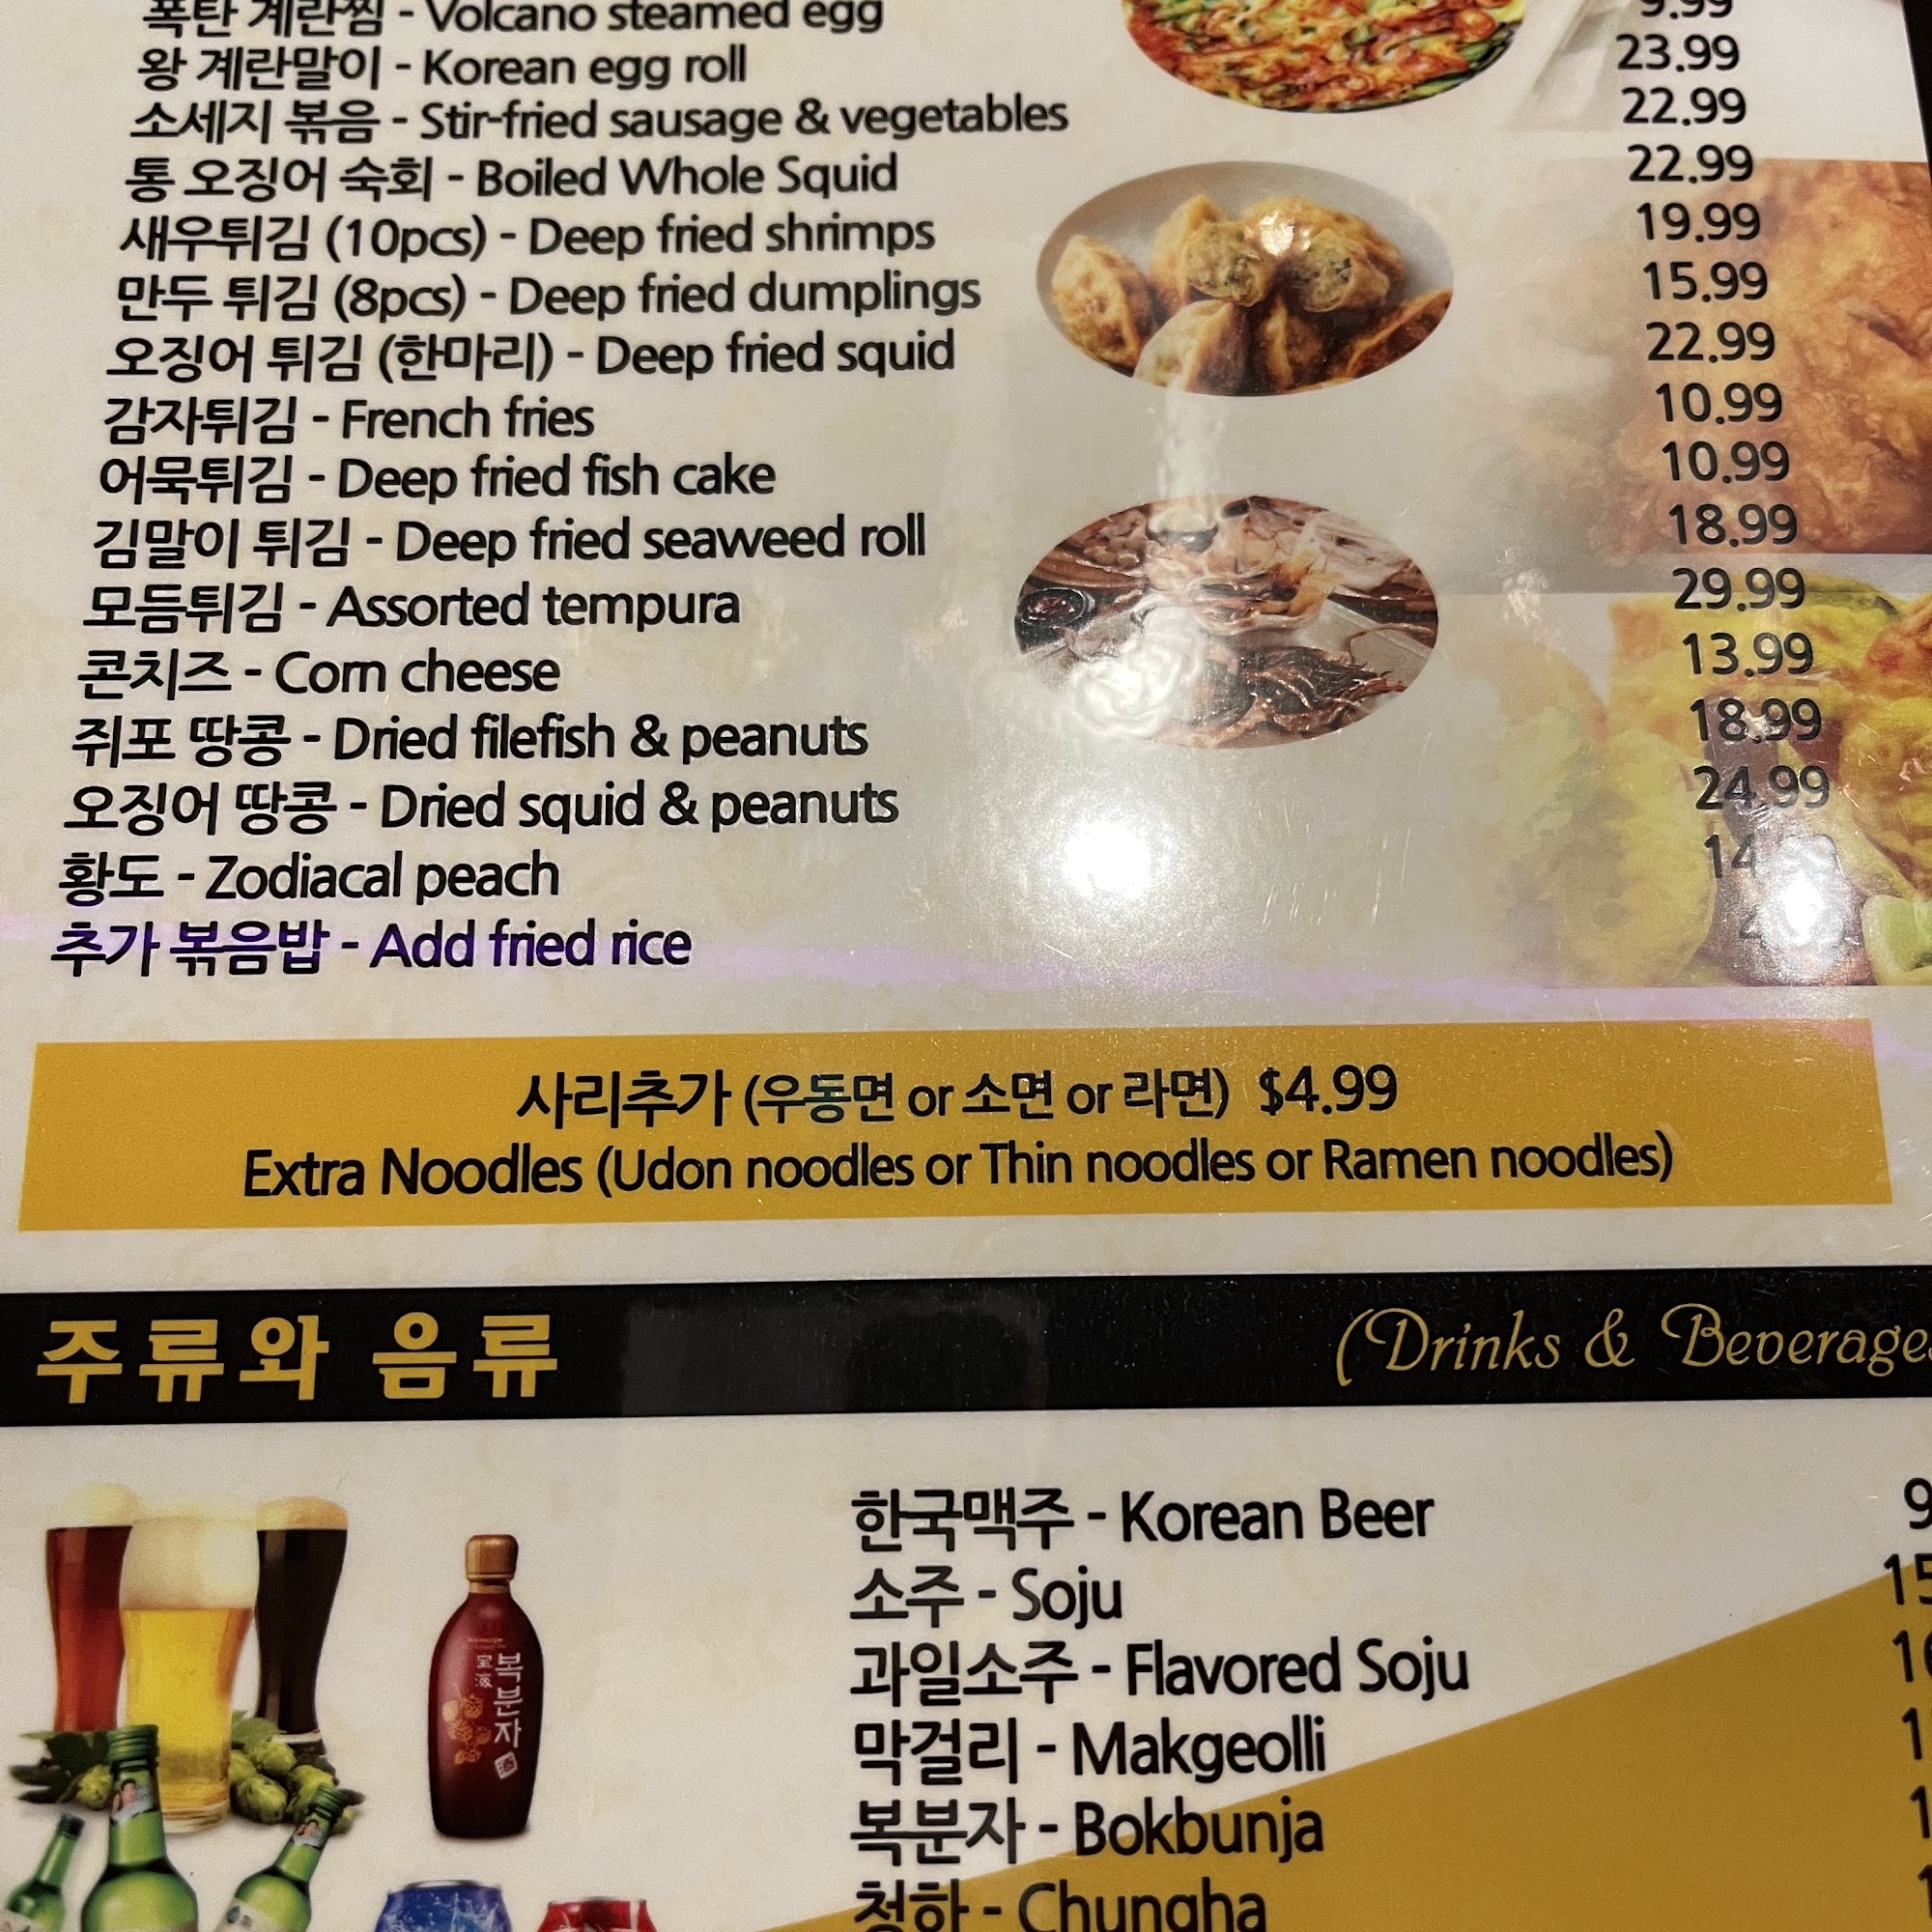 폭탄 계란찜 - Volcano steamed egg 9.99
왕 계란말이 - Korean egg roll 23.99
소세지 볶음 - Stir-fried sausage & vegetables 22.99
통 오징어 숙회 - Boiled Whole Squid 22.99
새우튀김 (10pcs) - Deep fried shrimps 19.99
만두 튀김 (8pcs) - Deep fried dumplings 15.99
오징어 튀김 (한마리) - Deep fried squid 22.99
감자튀김 - French fries 10.99
어묵튀김 - Deep fried fish cake 10.99
김말이 튀김 - Deep fried seaweed roll 18.99
모듬튀김 - Assorted tempura 29.99
콘치즈 - Corn cheese 13.99
쥐포 땅콩 - Dried filefish & peanuts 18.99
오징어 땅콩 - Dried squid & peanuts 24.99
황도 - Zodiacal peach
추가 볶음밥 - Add fried rice
사리추가 (우동면 or 소면 or 라면) $4.99
Extra Noodles (Udon noodles or Thin noodles or Ramen noodles)
주류와 음류 (Drinks & Beverages
한국맥주 - Korean Beer
소주 - Soju
과일소주 - Flavored Soju
막걸리 - Makgeolli
복분자 - Bokbunja
청하 - Chungha
복분자